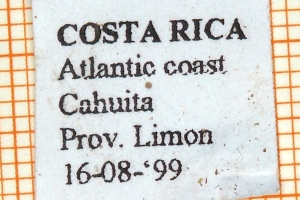 COSTA RICA
Atlantic coast
Cahuita
Prov. Limon
16-08-‘99